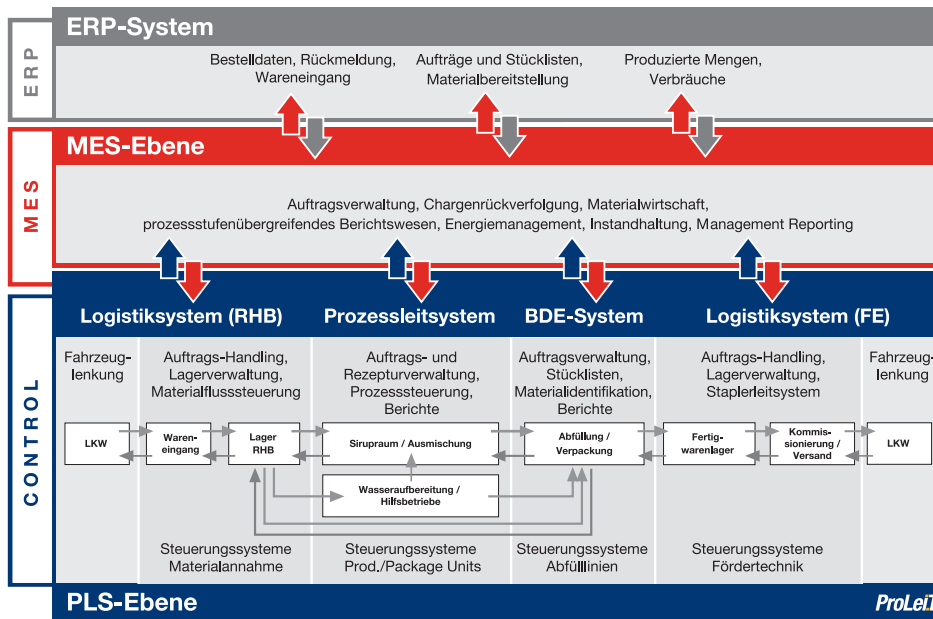 ERP-System
ERP
Bestelldaten, Rückmeldung,
Wareneingang
Aufträge und Stücklisten,
Materialbereitstellung
Produzierte Mengen,
Verbräuche
MES-Ebene
MES
Auftragsverwaltung, Chargenrückverfolgung, Materialwirtschaft,
prozessstufenübergreifendes Berichtswesen, Energiemanagement, Instandhaltung, Management Reporting
CONTROL
Logistiksystem (RHB)
Prozessleitsystem
BDE-System
Logistiksystem (FE)
Fahrzeug-
lenkung
Auftrags-Handling,
Lagerverwaltung,
Materialflusssteuerung
Auftrags- und
Rezepturverwaltung,
Prozesssteuerung,
Berichte
Auftragsverwaltung,
Stücklisten,
Materialidentifikation,
Berichte
Auftrags-Handling,
Lagerverwaltung,
Staplerleitsystem
Fahrzeug-
lenkung
LKW
Waren-
eingang
Lager
RHB
Sirupraum / Ausmischung
Abfüllung /
Verpackung
Fertig-
warenlager
Kommis-
sionierung /
Versand
LKW
Wasseraufbereitung /
Hilfsbetriebe
Steuerungssysteme
Materialannahme
Steuerungssysteme
Prod./Package Units
Steuerungssysteme
Abfülllinien
Steuerungssysteme
Fördertechnik
PLS-Ebene
ProLeiT